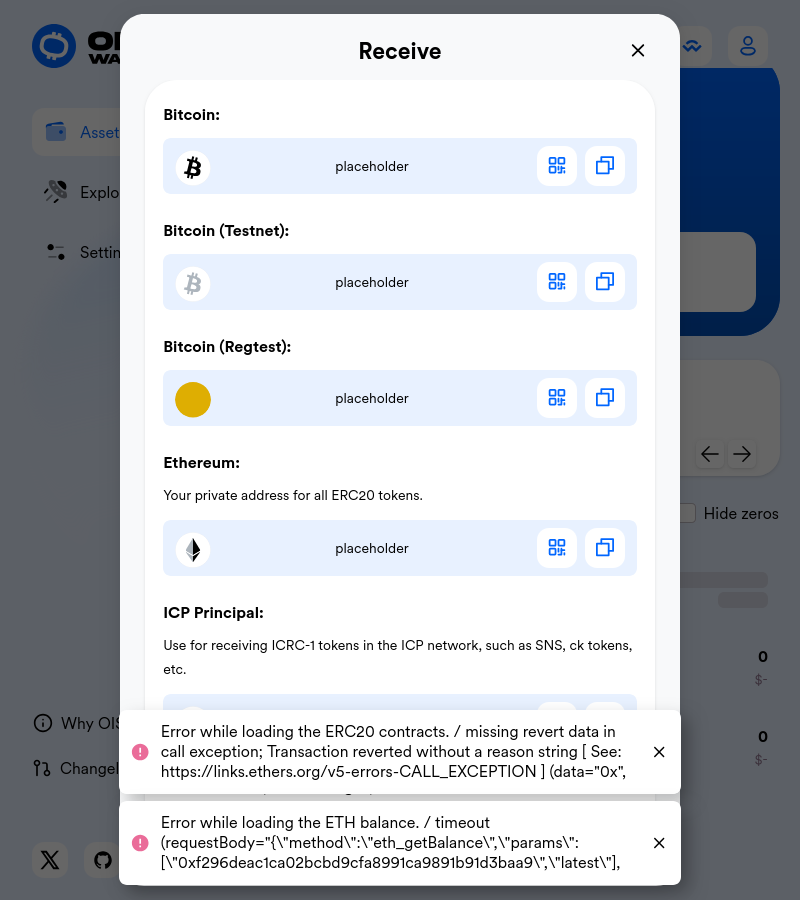 Receive
Bitcoin:
placeholder
Bitcoin (Testnet):
placeholder
Bitcoin (Regtest):
placeholder
Ethereum:
Your private address for all ERC20 tokens.
placeholder
ICP Principal:
Use for receiving ICRC-1 tokens in the ICP network, such as SNS, ck tokens,
etc.
Error while loading the ERC20 contracts. / missing revert data in
call exception; Transaction reverted without a reason string [ See:
https://links.ethers.org/v5-errors-CALL_EXCEPTION ] (data="0x",
Error while loading the ETH balance. / timeout
(requestBody="{\"method\":\"eth_getBalance\",\"params\":
[\"0xf296deac1ca02bcbd9cfa8991ca9891b91d3baa9\",\"latest\"],
Asset
Explo
Settin
Hide zeros
0
$-
0
$-
Why OIS
Changel